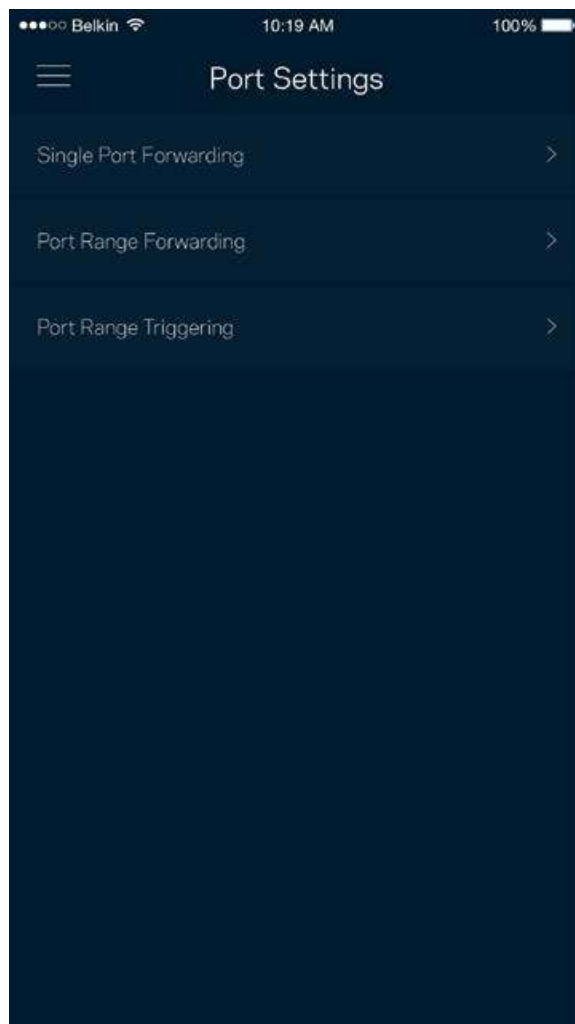 Belkin 10:19 AM 100%
Port Settings
Single Port Forwarding
Port Range Forwarding
Port Range Triggering